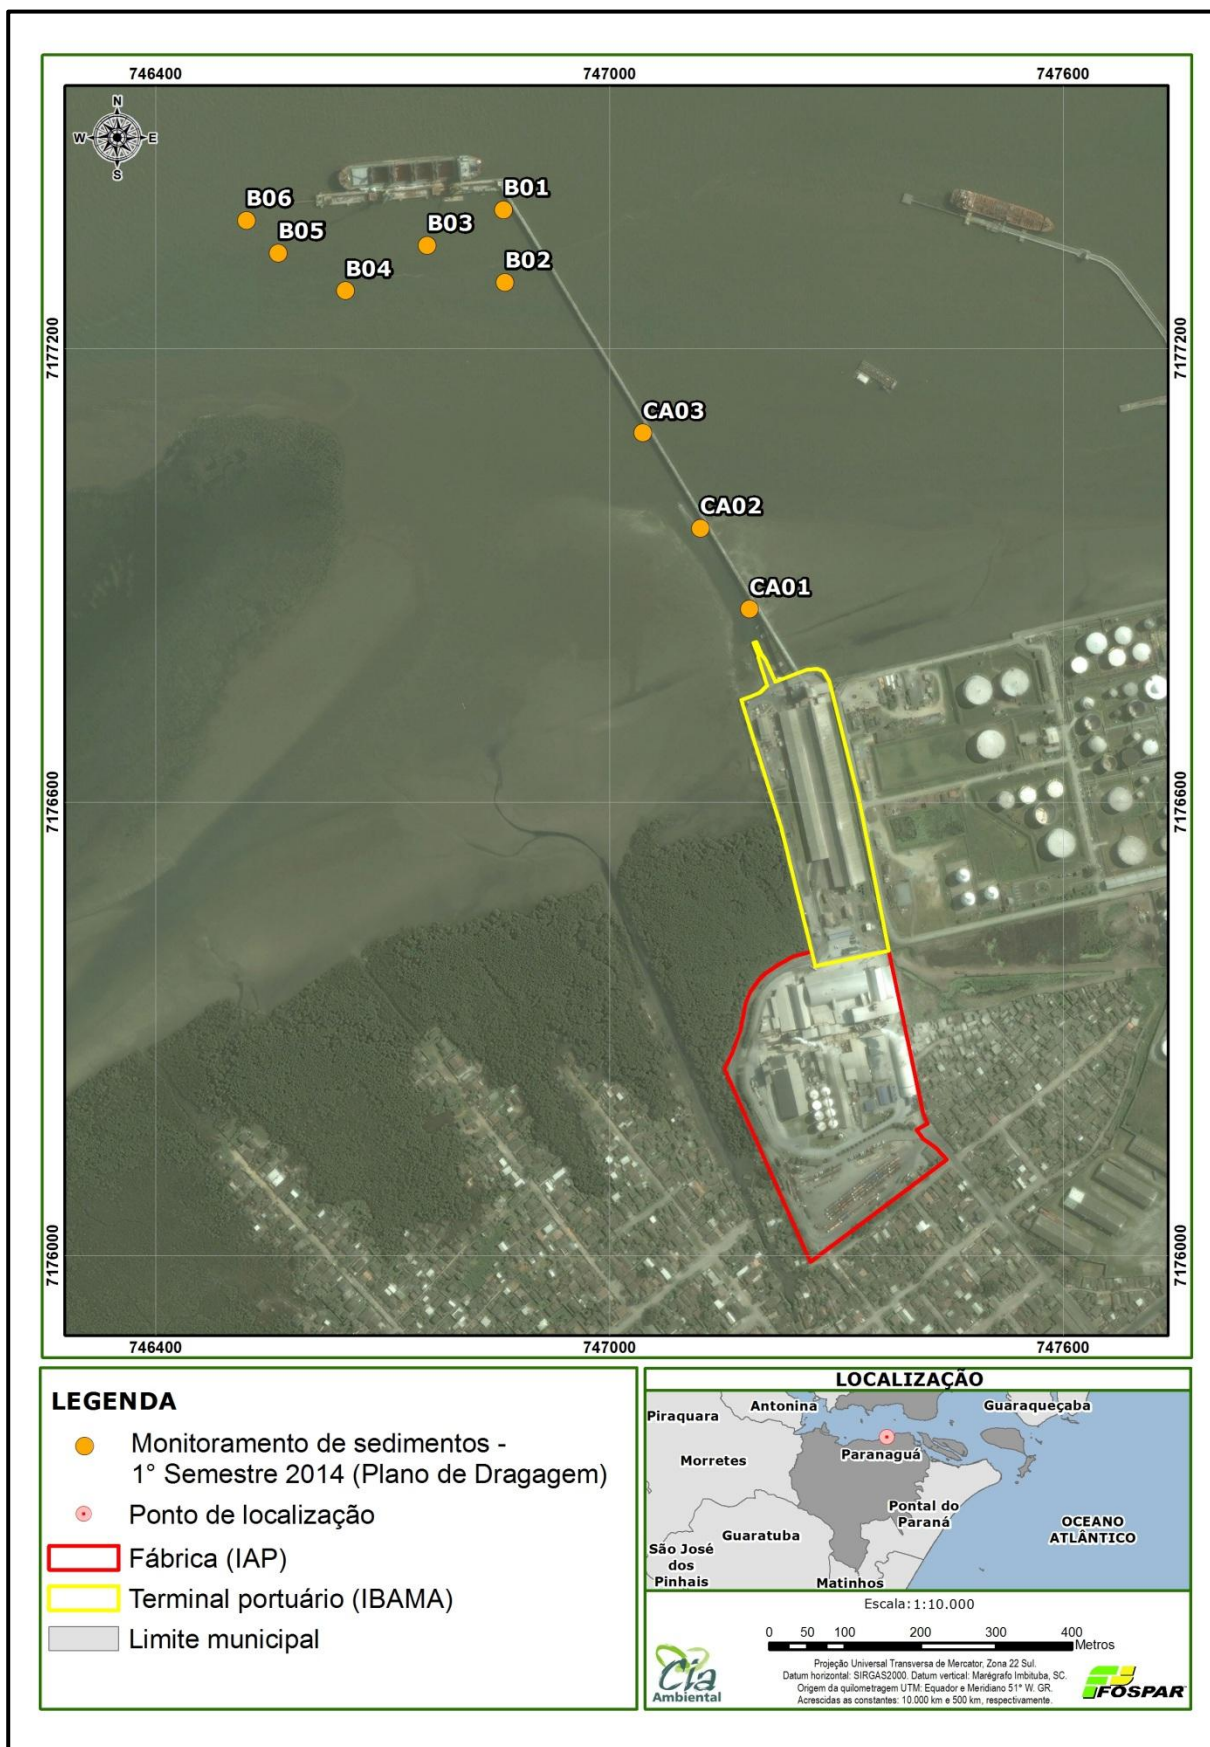 746400 747000 747600
N
W E
S
B06
B01
B05
B03
B02
B04
7177200 7177200
CA03
CA02
CA01
7176600 7176600
7176000 7176000
746400 747000 747600
LEGENDA
Monitoramento de sedimentos -
1° Semestre 2014 (Plano de Dragagem)
Ponto de localização
Fábrica (IAP)
Terminal portuário (IBAMA)
Limite municipal
LOCALIZAÇÃO
Antonina
Guaraqueçaba
Piraquara
Paranaguá
Morretes
Pontal do
Paraná
Guaratuba
OCEANO
ATLÂNTICO
São José
dos
Pinhais
Matinhos
Escala: 1:10.000
0 50 100 200 300 400
Metros
Projeção Universal Transversa de Mercator, Zona 22 Sul.
Datum horizontal: SIRGAS2000. Datum vertical: Marégrafo Imbituba, SC.
Origem da quilometragem UTM: Equador e Meridiano 51° W. GR.
Acrescidas as constantes: 10.000 km e 500 km, respectivamente.
Cia
Ambiental
FOSPAR